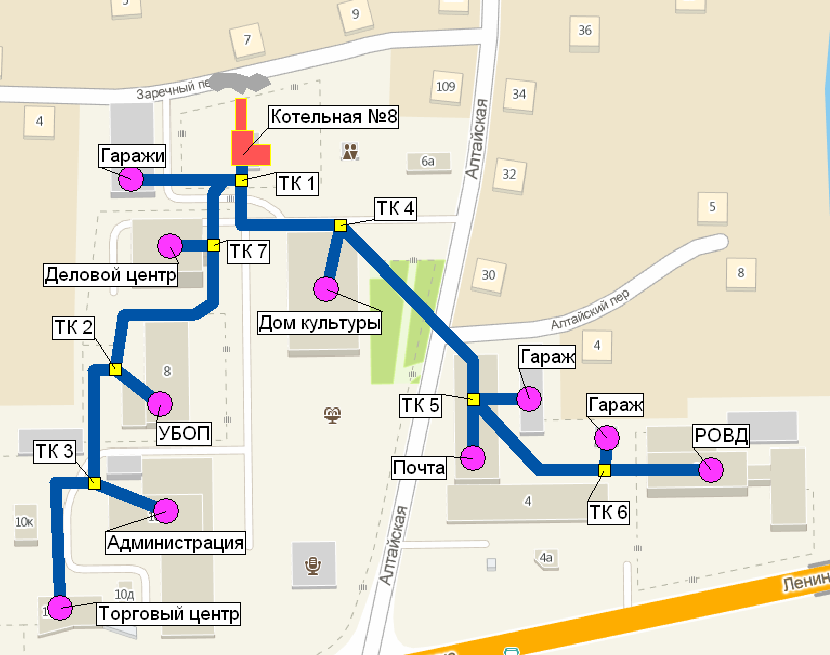 5
9
7
36
Заречный пе
4
109
34
Котельная №8
Алтайская
Гаражи
6а
32
ТК 1
ТК 4
5
ТК 7
Деловой центр
30
8
Дом культуры
Алтайский пер
ТК 2
4
8
Гараж
ТК 5
Гараж
УБОП
РОВД
ТК 3
Почта
4
ТК 6
10к
Алтайская
Администрация
4а
10д
Ленин
Торговый центр